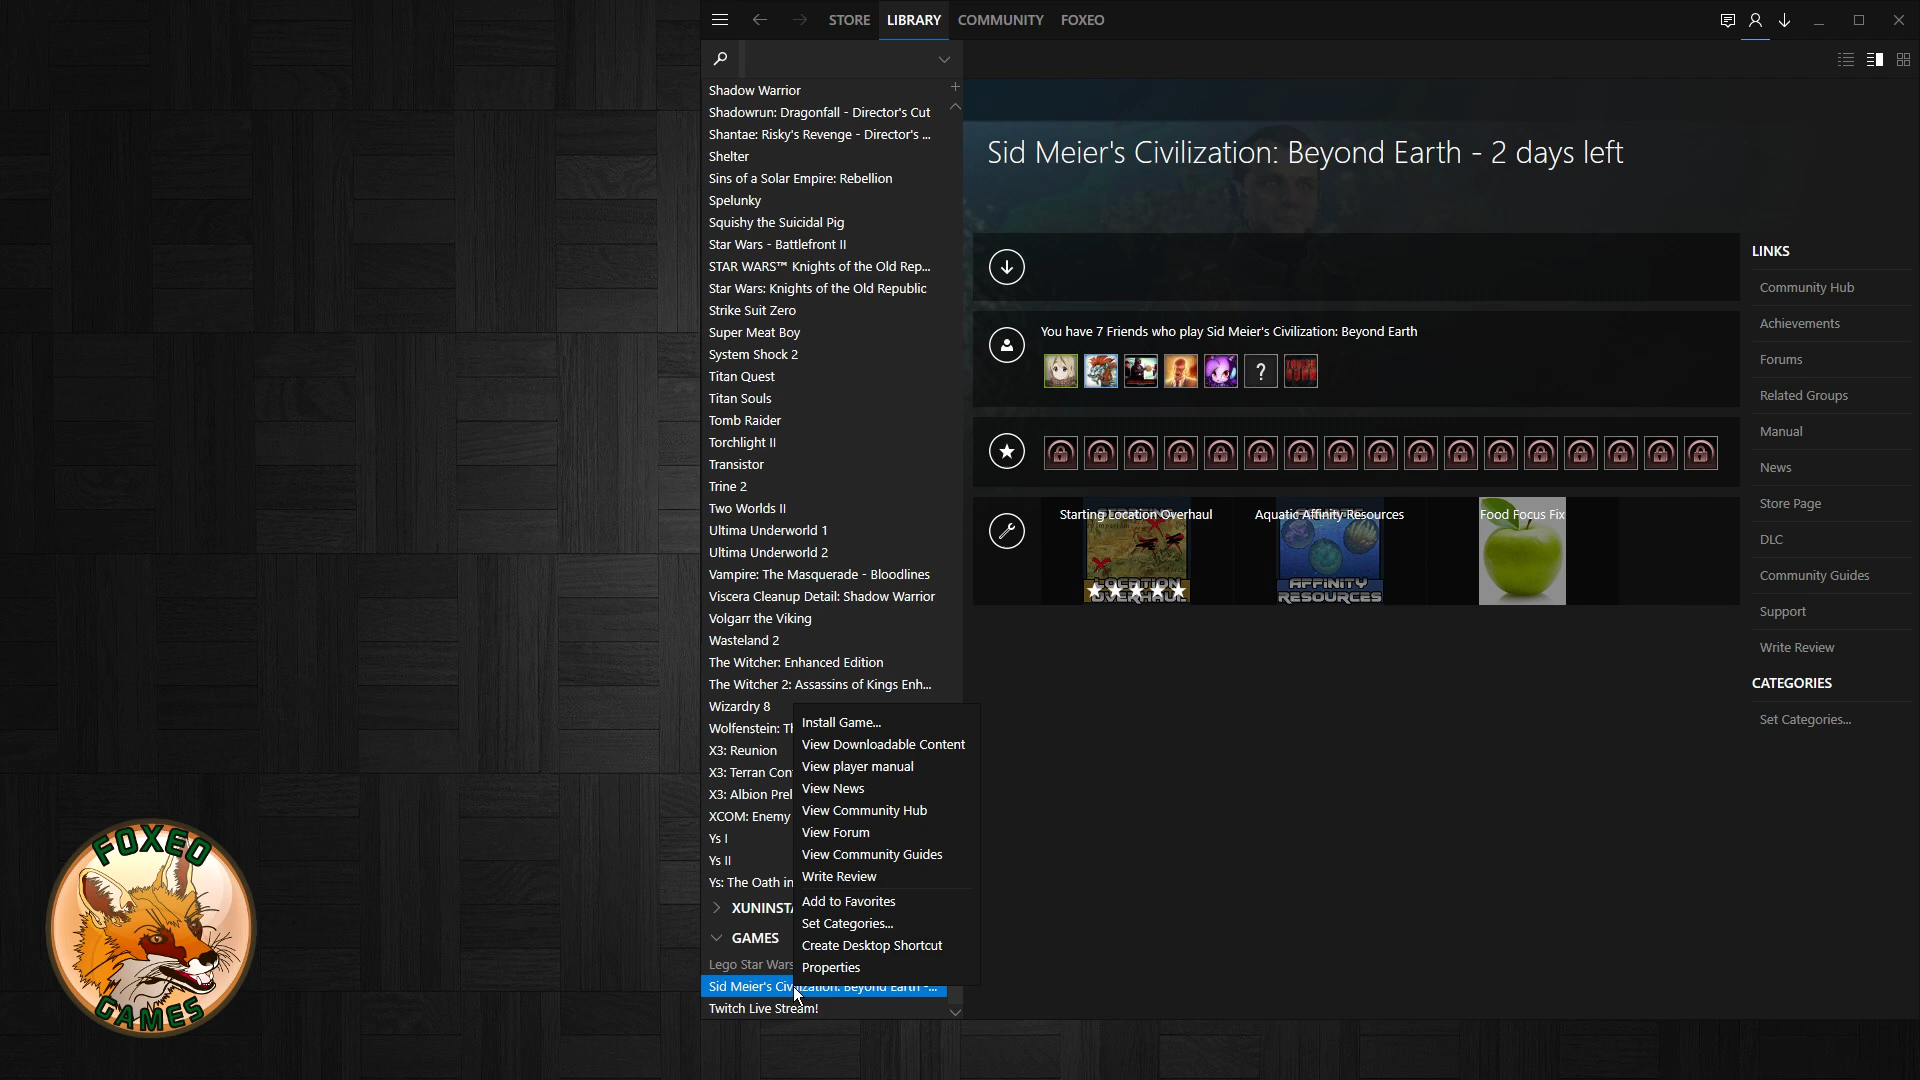 STORE LIBRARY COMMUNITY FOXEO
Shadow Warrior
Shadowrun: Dragonfall - Director's Cut
Shantae: Risky's Revenge - Director's ...
Shelter
Sins of a Solar Empire: Rebellion
Spelunky
Squishy the Suicidal Pig
Star Wars - Battlefront II
STAR WARS™ Knights of the Old Rep...
Star Wars: Knights of the Old Republic
Strike Suit Zero
Super Meat Boy
System Shock 2
Titan Quest
Titan Souls
Tomb Raider
Torchlight II
Transistor
Trine 2
Two Worlds II
Ultima Underworld 1
Ultima Underworld 2
Vampire: The Masquerade - Bloodlines
Viscera Cleanup Detail: Shadow Warrior
Volgarr the Viking
Wasteland 2
The Witcher: Enhanced Edition
The Witcher 2: Assassins of Kings Enh...
Wizardry 8
Wolfenstein: Th
X3: Reunion
X3: Terran Con
X3: Albion Prel
XCOM: Enemy
Ys I
Ys II
Ys: The Oath in
XUNINSTA
GAMES
Lego Star Wars
Sid Meier's Civilization: Beyond Earth -...
Twitch Live Stream!
Install Game...
View Downloadable Content
View player manual
View News
View Community Hub
View Forum
View Community Guides
Write Review
Add to Favorites
Set Categories...
Create Desktop Shortcut
Properties
Sid Meier's Civilization: Beyond Earth - 2 days left
You have 7 Friends who play Sid Meier's Civilization: Beyond Earth
?
Starting Location Overhaul
LOCATION
OVERHAUL
Aquatic Affinity Resources
AFFINITY
RESOURCES
Food Focus Fix
LINKS
Community Hub
Achievements
Forums
Related Groups
Manual
News
Store Page
DLC
Community Guides
Support
Write Review
CATEGORIES
Set Categories...
FOXEO
GAMES